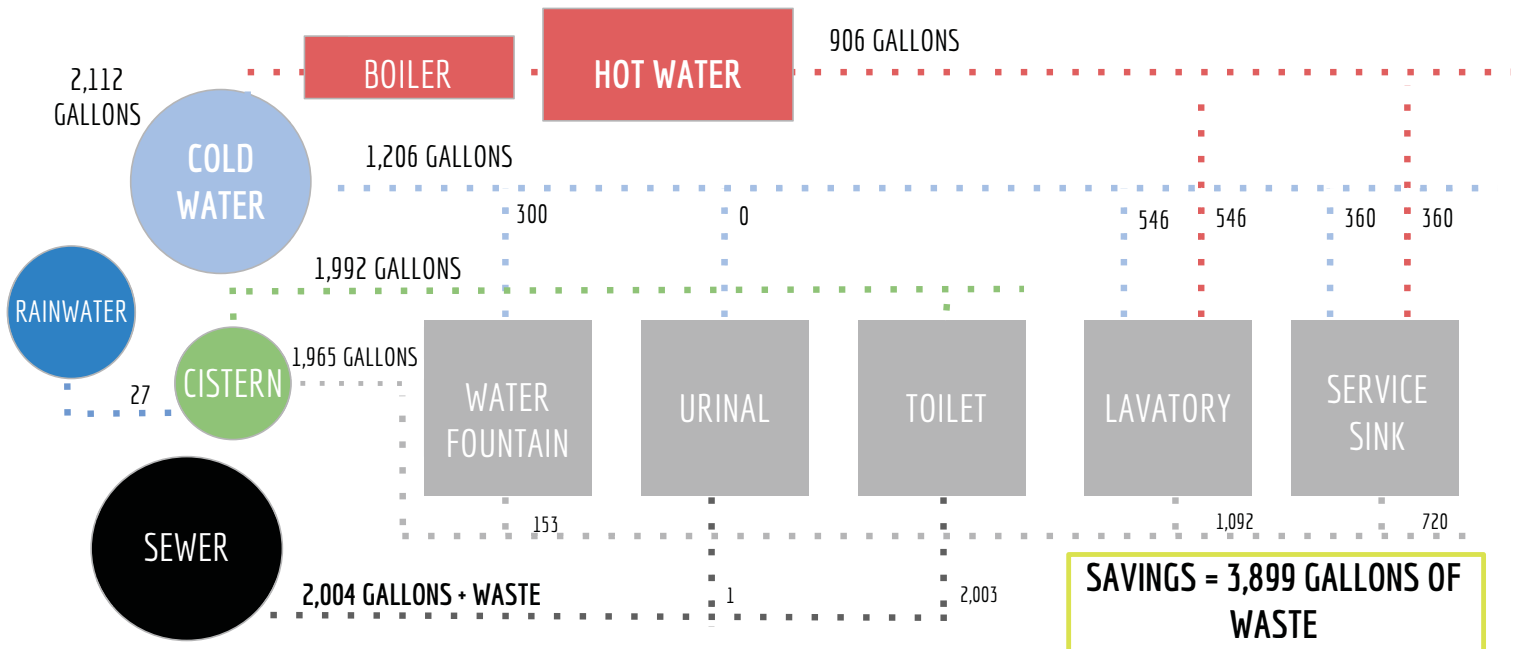 2,112
GALLONS
BOILER
HOT WATER
906 GALLONS
COLD
WATER
1,206 GALLONS
300
0
546
546
360
360
RAINWATER
1,992 GALLONS
27
CISTERN
1,965 GALLONS
WATER
FOUNTAIN
URINAL
TOILET
LAVATORY
SERVICE
SINK
153
1,092
720
SEWER
2,004 GALLONS + WASTE
1
2,003
SAVINGS = 3,899 GALLONS OF
WASTE